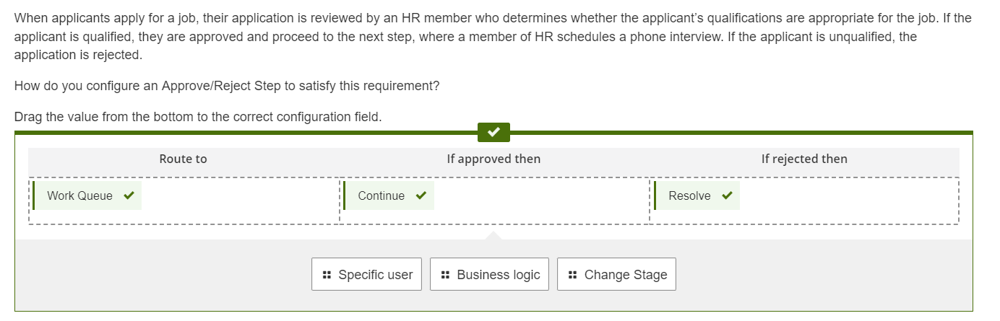 When applicants apply for a job, their application is reviewed by an HR member who determines whether the applicant’s qualifications are appropriate for the job. If the
applicant is qualified, they are approved and proceed to the next step, where a member of HR schedules a phone interview. If the applicant is unqualified, the
application is rejected.
How do you configure an Approve/Reject Step to satisfy this requirement?
Drag the value from the bottom to the correct configuration field.
Route to If approved then If rejected then
Work Queue Continue Resolve
Specific user Business logic Change Stage